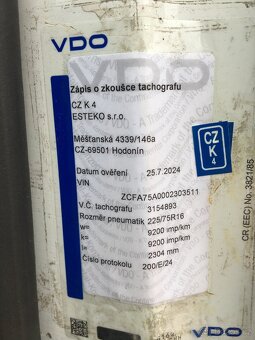 VDO
Zápis o zkoušce tachografu
CZ K 4
ESTEKO s.r.o.
Měšťanská 4339/146a
CZ-69501 Hodonín
Datum ověření 25.7.2024
VIN
ZCFA75A0002303511
V.Č. tachografu 3154893
Rozměr pneumatik 225/75R16
w= 9200 imp/km
k= 9200 imp/km
l= 2304 mm
Číslo protokolu 200/E/24
CZ
K
4
CR (EEC) No. 3821/85
VDO